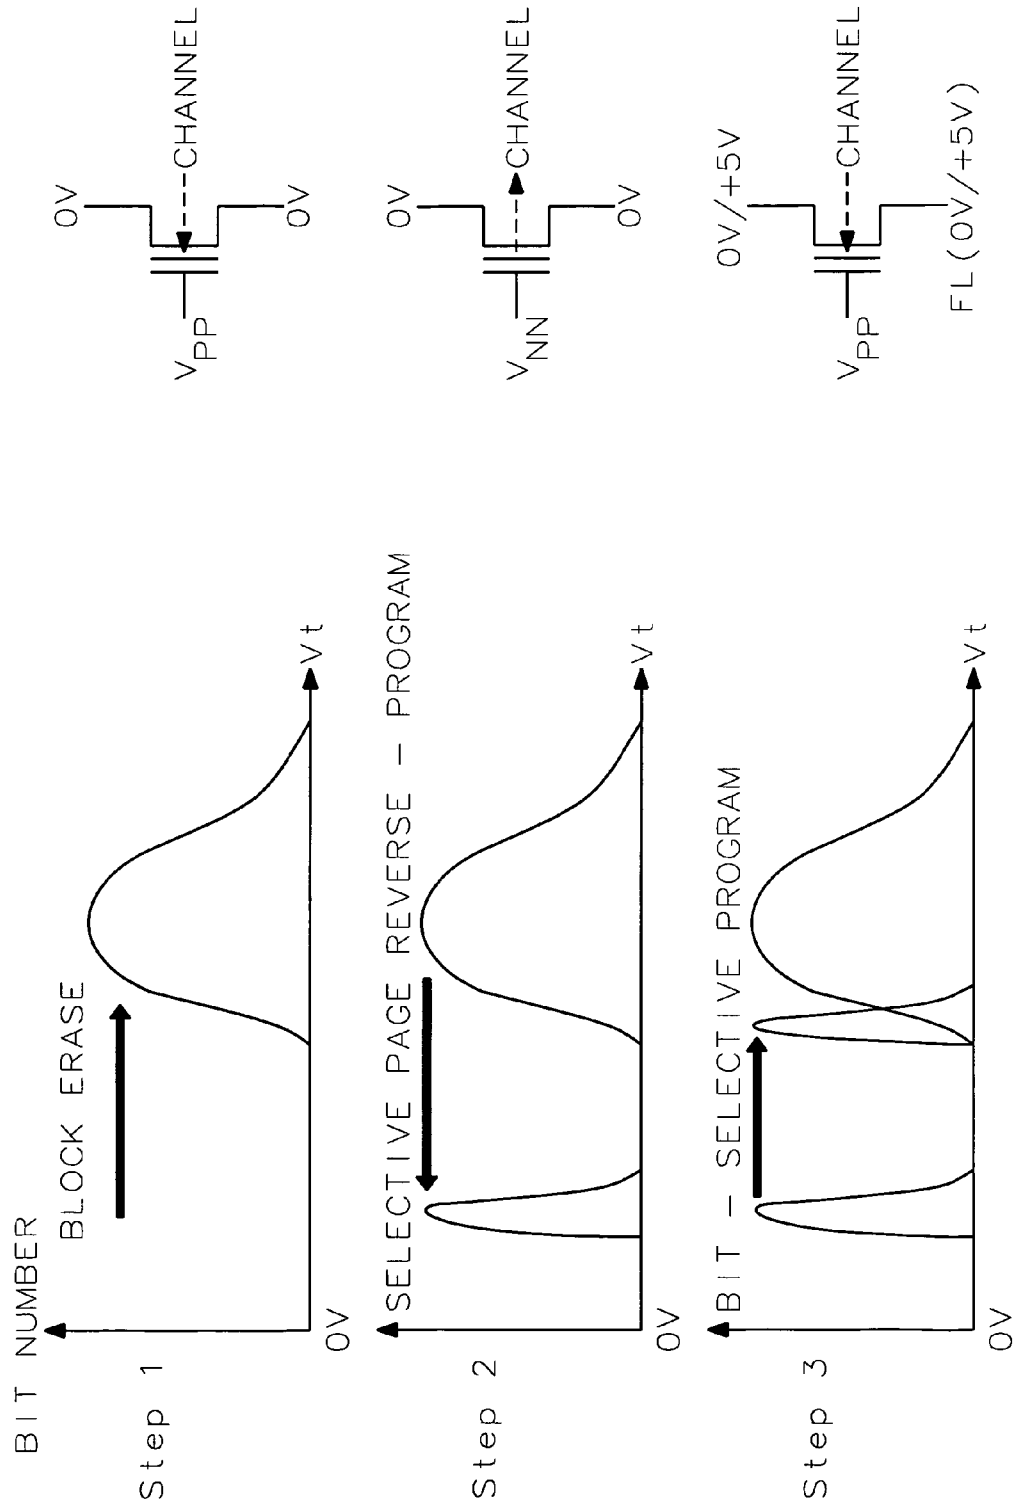 BIT NUMBER
Step 1
BLOCK ERASE
0V
Vt
VPP
0V
CHANNEL
0V
Step 2
SELECTIVE PAGE REVERSE – PROGRAM
0V
Vt
VNN
0V
CHANNEL
0V
Step 3
BIT – SELECTIVE PROGRAM
0V
Vt
VPP
0V/+5V
CHANNEL
FL(0V/+5V)